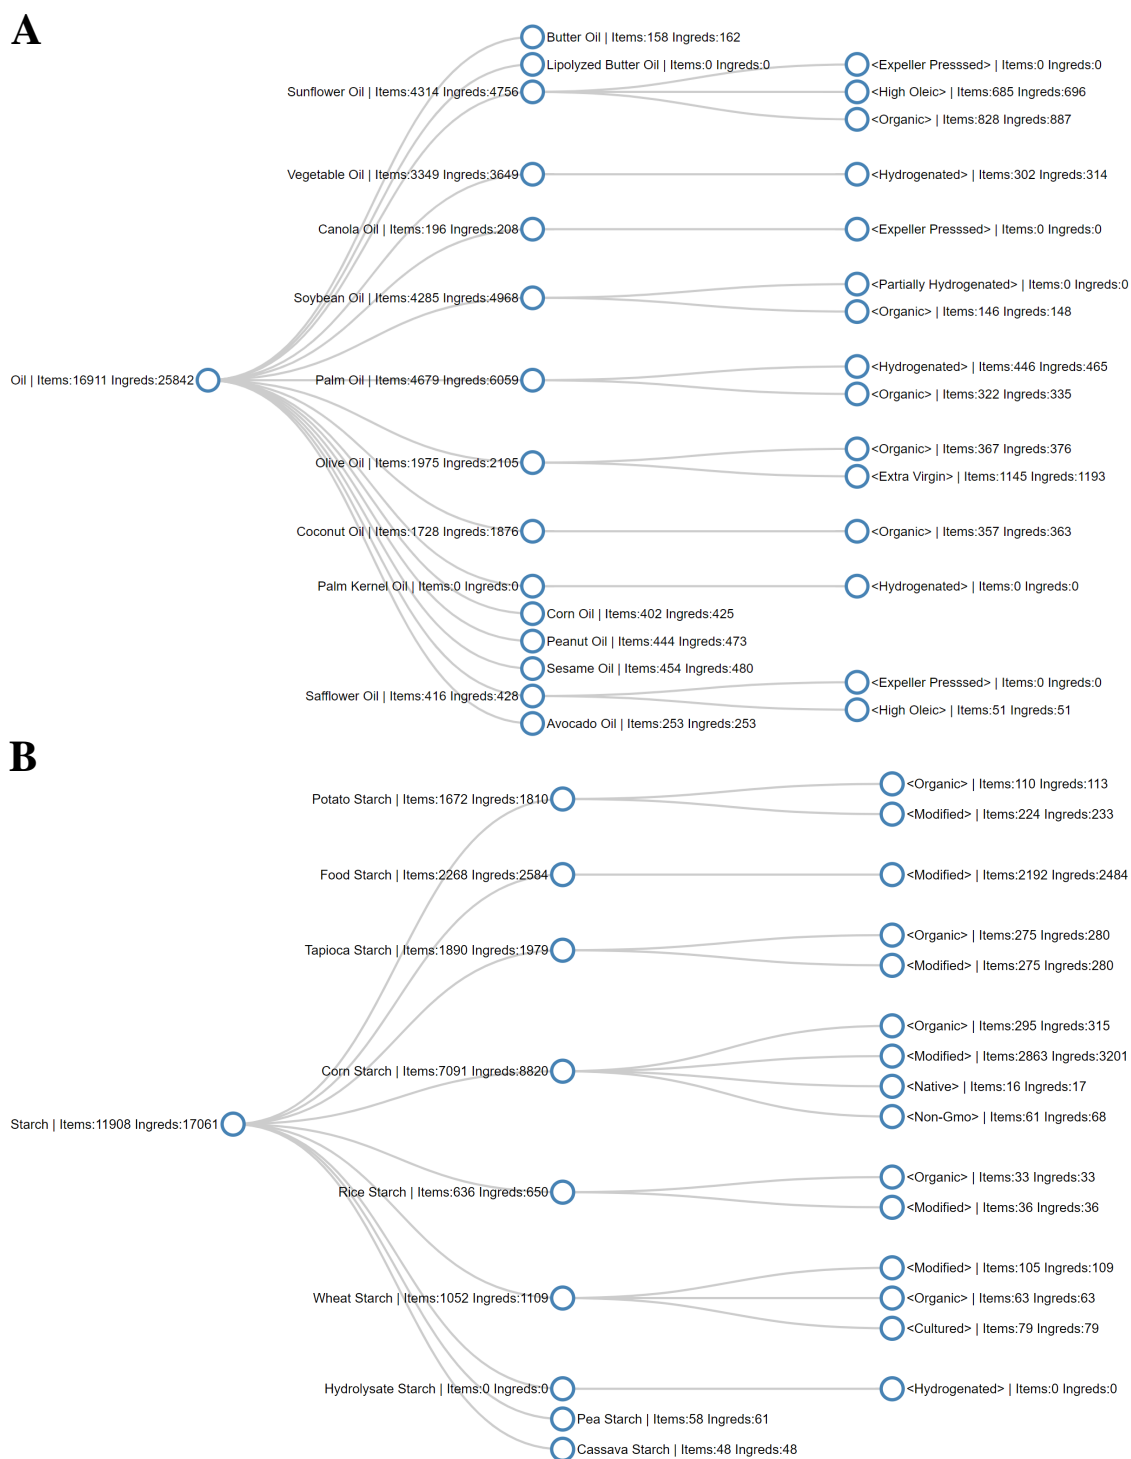 A
Butter Oil | Items:158 Ingreds:162
Lipolyzed Butter Oil | Items:0 Ingreds:0
<Expeller Presssed> | Items:0 Ingreds:0
Sunflower Oil | Items:4314 Ingreds:4756
<High Oleic> | Items:685 Ingreds:696
<Organic> | Items:828 Ingreds:887
Vegetable Oil | Items:3349 Ingreds:3649
<Hydrogenated> | Items:302 Ingreds:314
Canola Oil | Items:196 Ingreds:208
<Expeller Presssed> | Items:0 Ingreds:0
<Partially Hydrogenated> | Items:0 Ingreds:0
Soybean Oil | Items:4285 Ingreds:4968
<Organic> | Items:146 Ingreds:148
<Hydrogenated> | Items:446 Ingreds:465
Oil | Items:16911 Ingreds:25842
Palm Oil | Items:4679 Ingreds:6059
<Organic> | Items:322 Ingreds:335
<Organic> | Items:367 Ingreds:376
Olive Oil | Items:1975 Ingreds:2105
<Extra Virgin> | Items:1145 Ingreds:1193
Coconut Oil | Items:1728 Ingreds:1876
<Organic> | Items:357 Ingreds:363
Palm Kernel Oil | Items:0 Ingreds:0
<Hydrogenated> | Items:0 Ingreds:0
Corn Oil | Items:402 Ingreds:425
Peanut Oil | Items:444 Ingreds:473
Sesame Oil | Items:454 Ingreds:480
<Expeller Presssed> | Items:0 Ingreds:0
Safflower Oil | Items:416 Ingreds:428
<High Oleic> | Items:51 Ingreds:51
Avocado Oil | Items:253 Ingreds:253
B
<Organic> | Items:110 Ingreds:113
Potato Starch | Items:1672 Ingreds:1810
<Modified> | Items:224 Ingreds:233
Food Starch | Items:2268 Ingreds:2584
<Modified> | Items:2192 Ingreds:2484
<Organic> | Items:275 Ingreds:280
Tapioca Starch | Items:1890 Ingreds:1979
<Modified> | Items:275 Ingreds:280
<Organic> | Items:295 Ingreds:315
<Modified> | Items:2863 Ingreds:3201
Corn Starch | Items:7091 Ingreds:8820
<Native> | Items:16 Ingreds:17
<Non-Gmo> | Items:61 Ingreds:68
Starch | Items:11908 Ingreds:17061
<Organic> | Items:33 Ingreds:33
Rice Starch | Items:636 Ingreds:650
<Modified> | Items:36 Ingreds:36
<Modified> | Items:105 Ingreds:109
Wheat Starch | Items:1052 Ingreds:1109
<Organic> | Items:63 Ingreds:63
<Cultured> | Items:79 Ingreds:79
Hydrolysate Starch | Items:0 Ingreds:0
<Hydrogenated> | Items:0 Ingreds:0
Pea Starch | Items:58 Ingreds:61
Cassava Starch | Items:48 Ingreds:48